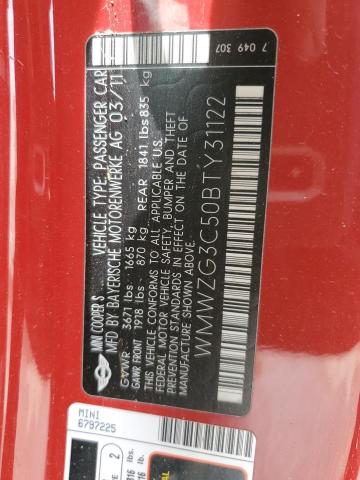 7 049 307
MINI COOPER S VEHICLE TYPE: PASSENGER CAR
MFD BY: BAYERISCHE MOTORENWERKE AG 03/11
GVWR 3671 lbs 1665 kg
GAWR FRONT 1918 lbs 870 kg REAR 1841 lbs 835 kg
THIS VEHICLE CONFORMS TO ALL APPLICABLE U.S.
FEDERAL MOTOR VEHICLE SAFETY, BUMPER AND THEFT
PREVENTION STANDARDS IN EFFECT ON THE DATE OF
MANUFACTURE SHOWN ABOVE.
WMWZG3C50BTY31122
MINI
6797225
2
816 lbs.